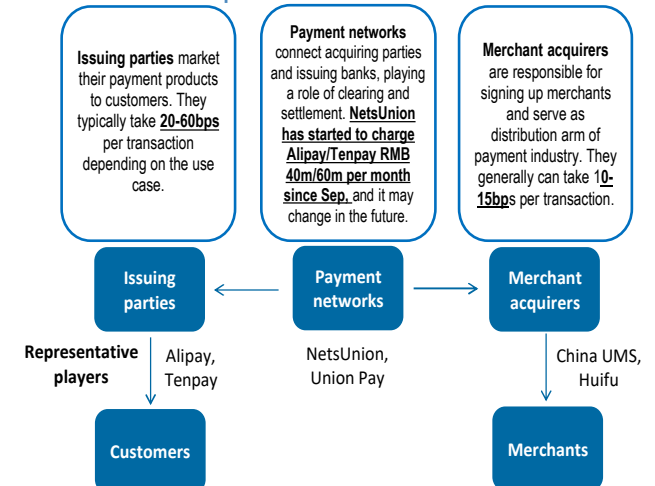 Issuing parties market
their payment products
to customers. They
typically take 20-60bps
per transaction
depending on the use
case.
Payment networks
connect acquiring parties
and issuing banks, playing
a role of clearing and
settlement. NetsUnion
has started to charge
Alipay/Tenpay RMB
40m/60m per month
since Sep, and it may
change in the future.
Merchant acquirers
are responsible for
signing up merchants
and serve as
distribution arm of
payment industry. They
generally can take 10-
15bps per transaction.
Issuing
parties
Payment
networks
Merchant
acquirers
Representative
players
Alipay,
Tenpay
NetsUnion,
Union Pay
China UMS,
Huifu
Customers
Merchants